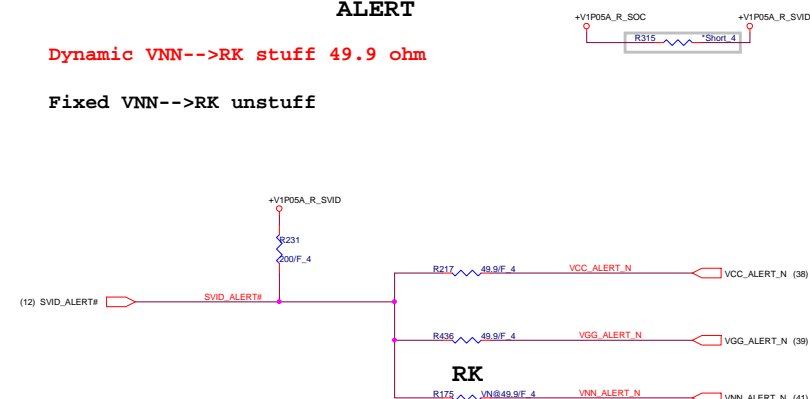 ALERT
+V1P05A_R_SOC
+V1P05A_R_SVID
R315
*Short_4
Dynamic VNN-->RK stuff 49.9 ohm
Fixed VNN-->RK unstuff
+V1P05A_R_SVID
R231
200/F_4
R217
49.9/F_4
VCC_ALERT_N
VCC_ALERT_N (38)
(12) SVID_ALERT#
SVID_ALERT#
R436
49.9/F_4
VGG_ALERT_N
VGG_ALERT_N (39)
RK
R175
VN@49.9/F_4
VNN_ALERT_N
VNN_ALERT_N (41)